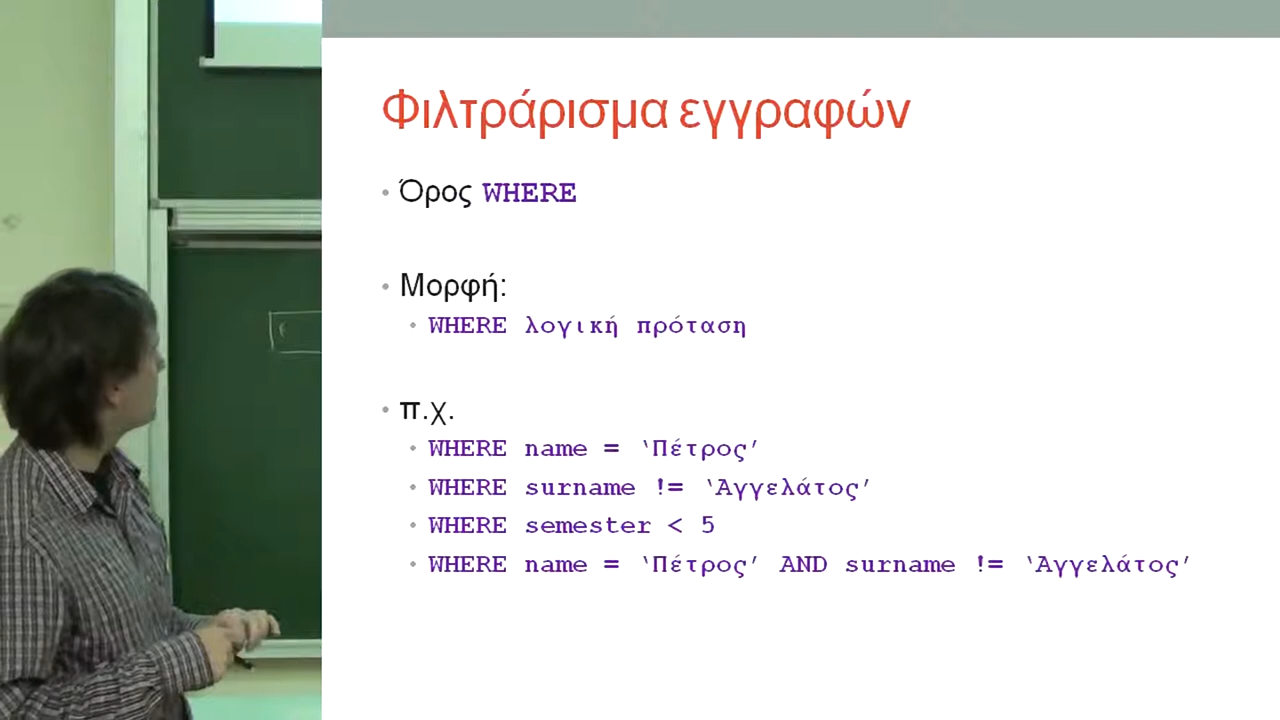 Φιλτράρισμα εγγραφών
• Όρος WHERE
• Μορφή:
• WHERE λογική πρόταση
• π.χ.
• WHERE name = ‘Πέτρος’
• WHERE surname != ‘Αγγελάτος’
• WHERE semester < 5
• WHERE name = ‘Πέτρος’ AND surname != ‘Αγγελάτος’